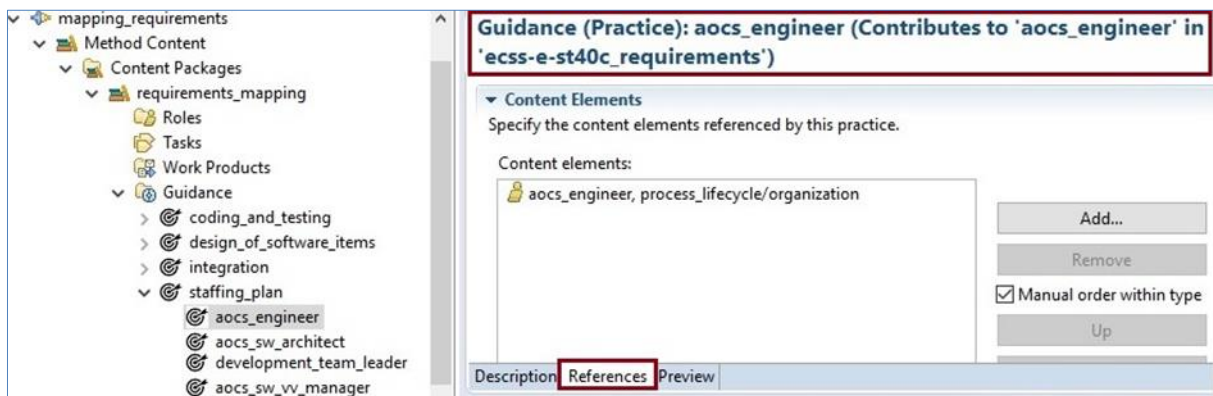 mapping_requirements
Method Content
Content Packages
requirements_mapping
Roles
Tasks
Work Products
Guidance
coding_and_testing
design_of_software_items
integration
staffing_plan
aocs_engineer
aocs_sw_architect
development_team_leader
aocs_sw_vv_manager
Guidance (Practice): aocs_engineer (Contributes to 'aocs_engineer' in
'ecss-e-st40c_requirements')
Content Elements
Specify the content elements referenced by this practice.
Content elements:
aocs_engineer, process_lifecycle/organization
Add...
Remove
Manual order within type
Up
Description References Preview